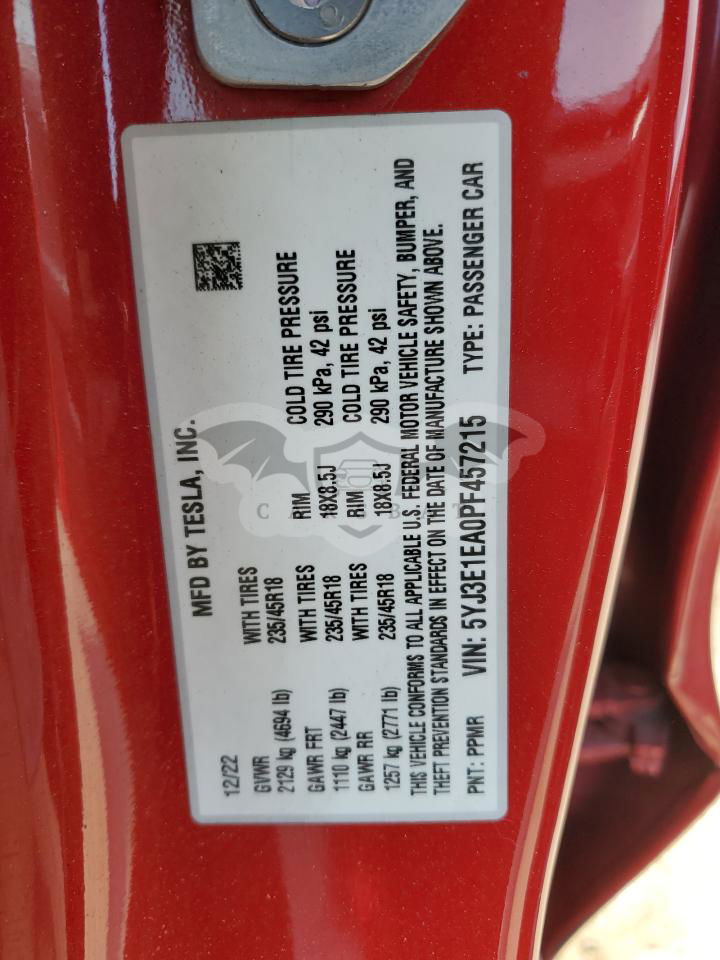 MFD BY TESLA, INC.
12/22
GVWR WITH TIRES RIM COLD TIRE PRESSURE
2129 kg (4694 lb) 235/45R18 18X8.5J 290 kPa, 42 psi
GAWR FRT WITH TIRES RIM COLD TIRE PRESSURE
1110 kg (2447 lb) 235/45R18 18X8.5J 290 kPa, 42 psi
GAWR RR WITH TIRES
1257 kg (2771 lb) 235/45R18
THIS VEHICLE CONFORMS TO ALL APPLICABLE U.S. FEDERAL MOTOR VEHICLE SAFETY, BUMPER, AND
THEFT PREVENTION STANDARDS IN EFFECT ON THE DATE OF MANUFACTURE SHOWN ABOVE.
PNT: PPMR VIN: 5YJ3E1EA0PF457215 TYPE: PASSENGER CAR